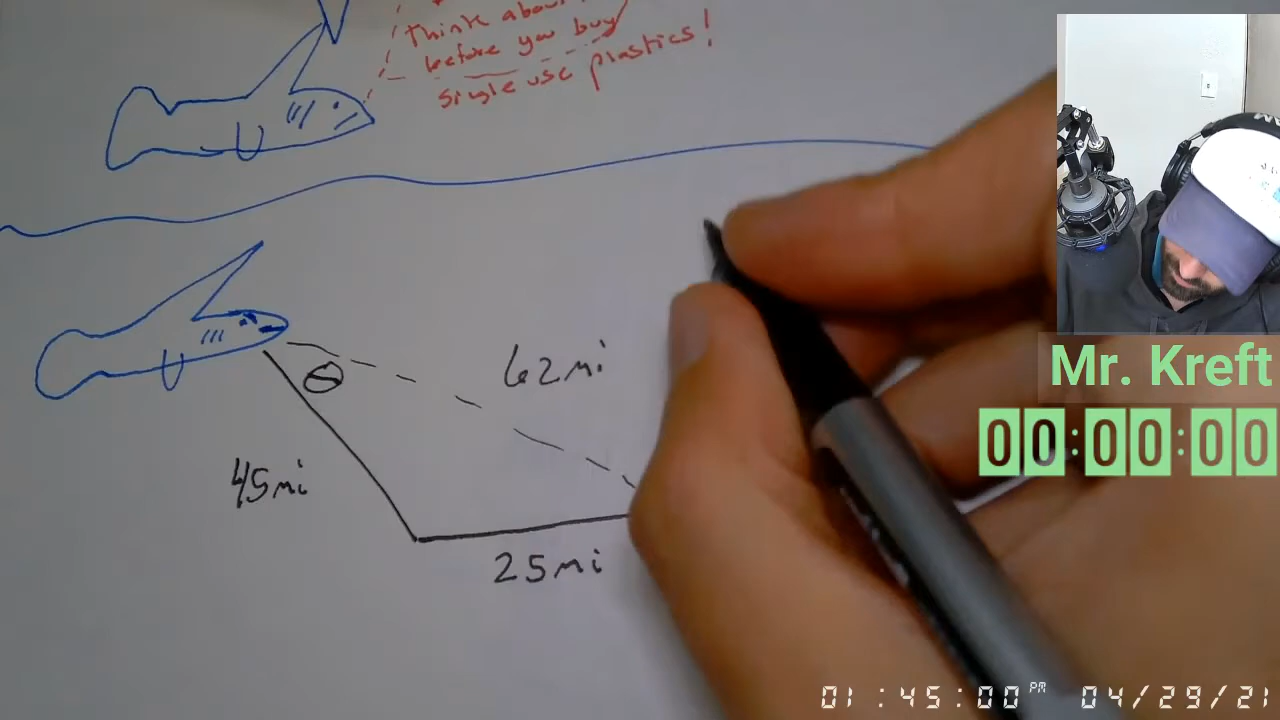 think about
before you buy
single use plastics!
62mi
Θ
45mi
25mi
Mr. Kreft
00:00:00
01:45:00 PM 04/29/21